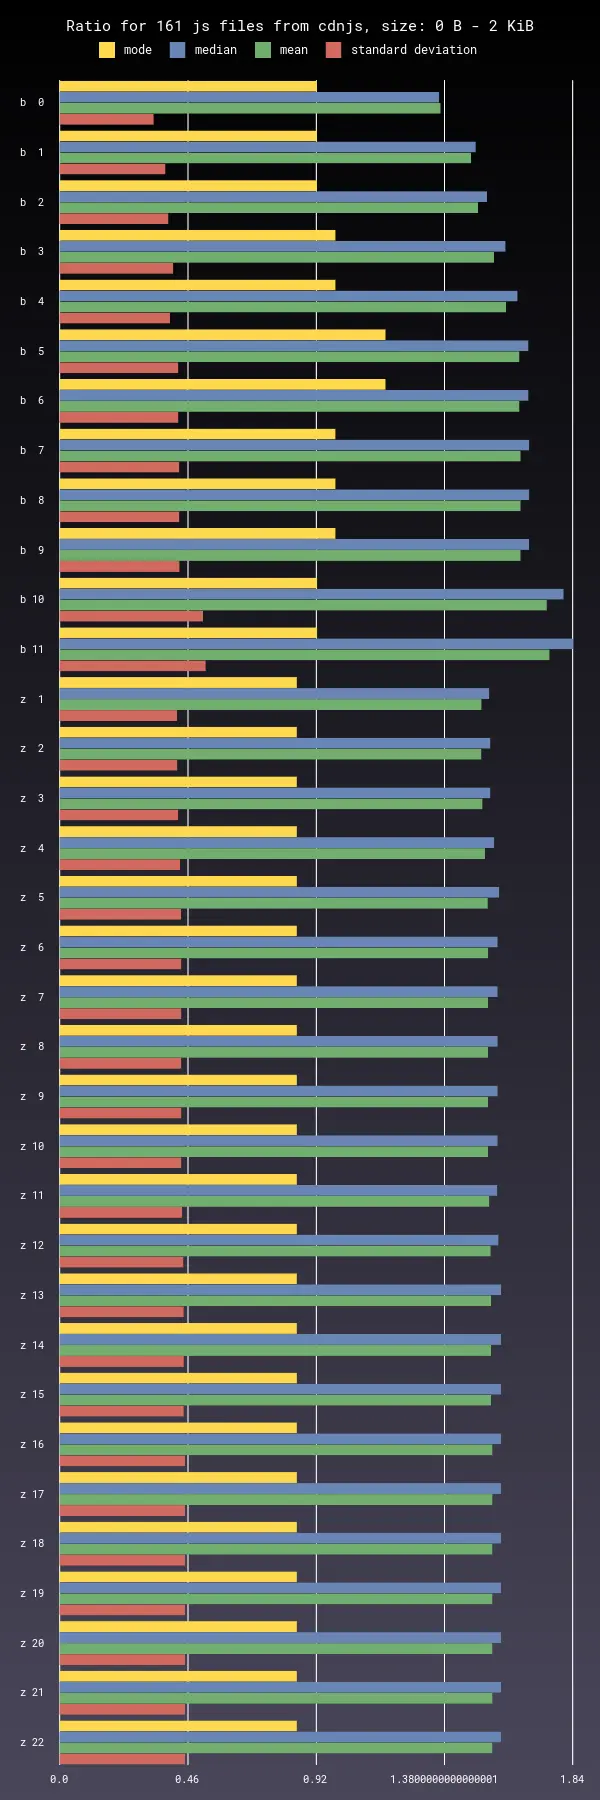 Ratio for 161 js files from cdnjs, size: 0 B - 2 KiB
mode median mean standard deviation
b 0
b 1
b 2
b 3
b 4
b 5
b 6
b 7
b 8
b 9
b 10
b 11
z 1
z 2
z 3
z 4
z 5
z 6
z 7
z 8
z 9
z 10
z 11
z 12
z 13
z 14
z 15
z 16
z 17
z 18
z 19
z 20
z 21
z 22
0.0 0.46 0.92 1.3800000000000001 1.84